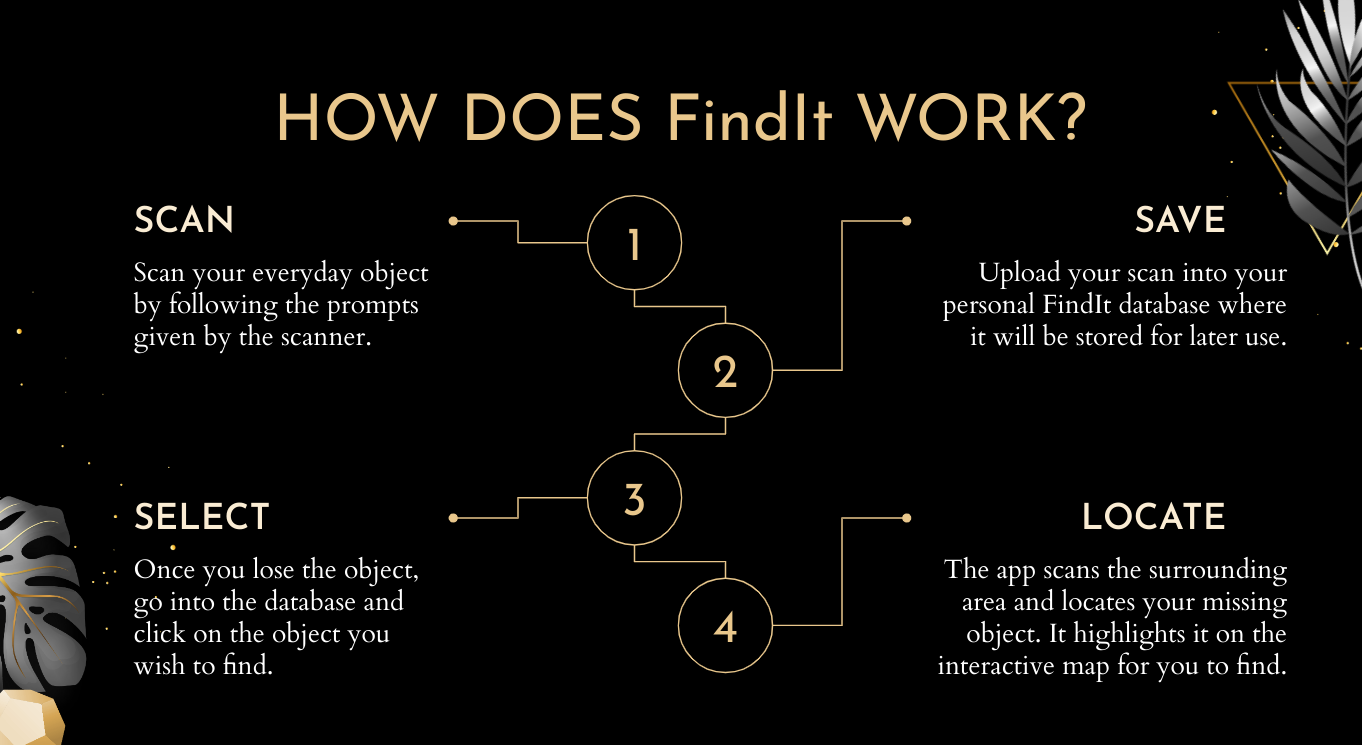 HOW DOES FindIt WORK?
1
SCAN
Scan your everyday object
by following the prompts
given by the scanner.
2
SAVE
Upload your scan into your
personal FindIt database where
it will be stored for later use.
3
SELECT
Once you lose the object,
go into the database and
click on the object you
wish to find.
4
LOCATE
The app scans the surrounding
area and locates your missing
object. It highlights it on the
interactive map for you to find.